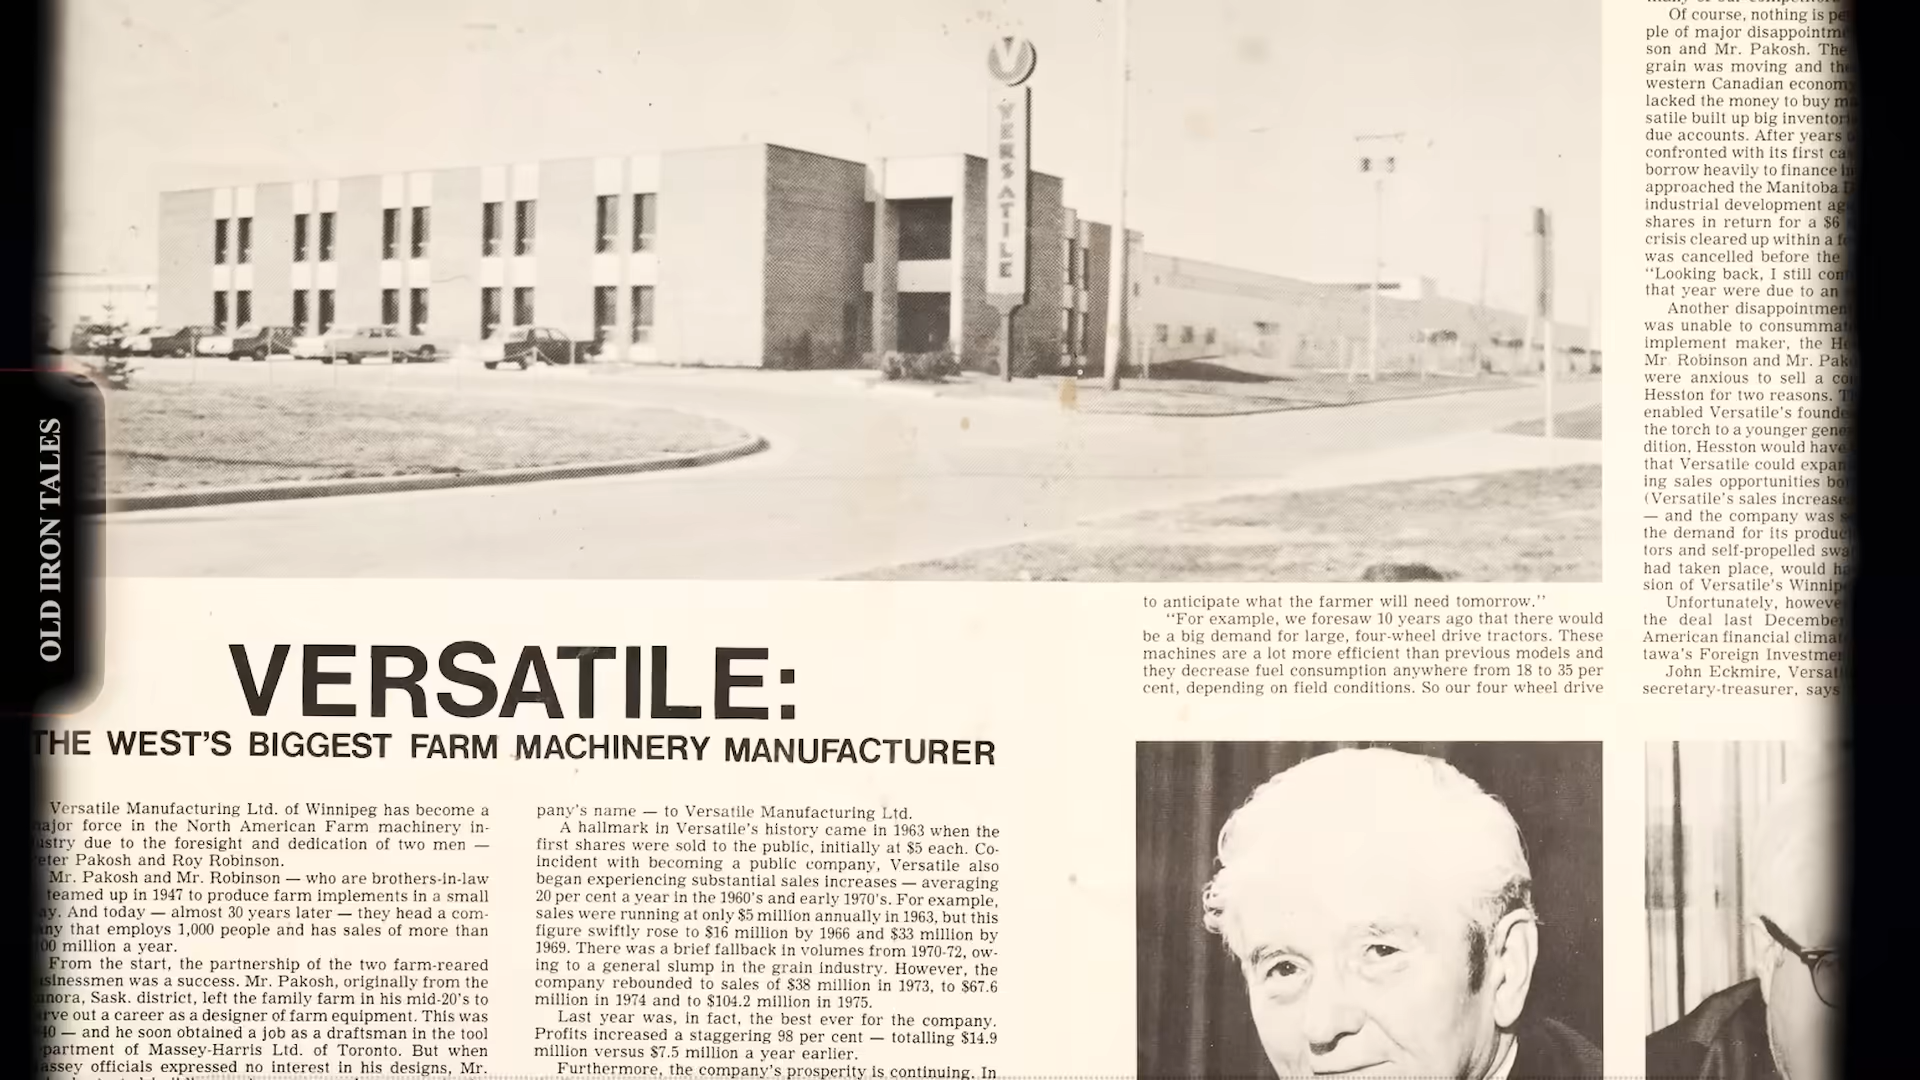 OLD IRON TALES
V
VERSATILE
VERSATILE:
THE WEST'S BIGGEST FARM MACHINERY MANUFACTURER
Versatile Manufacturing Ltd. of Winnipeg has become a
major force in the North American Farm machinery in-
dustry due to the foresight and dedication of two men —
Peter Pakosh and Roy Robinson.
Mr. Pakosh and Mr. Robinson — who are brothers-in-law
teamed up in 1947 to produce farm implements in a small
way. And today — almost 30 years later — they head a com-
pany that employs 1,000 people and has sales of more than
million a year.
From the start, the partnership of the two farm-reared
businessmen was a success. Mr. Pakosh, originally from the
Sask. district, left the family farm in his mid-20's to
carve out a career as a designer of farm equipment. This was
— and he soon obtained a job as a draftsman in the tool
department of Massey-Harris Ltd. of Toronto. But when
Massey officials expressed no interest in his designs, Mr.
pany's name — to Versatile Manufacturing Ltd.
A hallmark in Versatile's history came in 1963 when the
first shares were sold to the public, initially at $5 each. Co-
incident with becoming a public company, Versatile also
began experiencing substantial sales increases — averaging
20 per cent a year in the 1960's and early 1970's. For example,
sales were running at only $5 million annually in 1963, but this
figure swiftly rose to $16 million by 1966 and $33 million by
1969. There was a brief fallback in volumes from 1970-72, ow-
ing to a general slump in the grain industry. However, the
company rebounded to sales of $38 million in 1973, to $67.6
million in 1974 and to $104.2 million in 1975.
Last year was, in fact, the best ever for the company.
Profits increased a staggering 98 per cent — totalling $14.9
million versus $7.5 million a year earlier.
Furthermore, the company's prosperity is continuing. In
to anticipate what the farmer will need tomorrow."
"For example, we foresaw 10 years ago that there would
be a big demand for large, four-wheel drive tractors. These
machines are a lot more efficient than previous models and
they decrease fuel consumption anywhere from 18 to 35 per
cent, depending on field conditions. So our four wheel drive
Of course, nothing is
ple of major
son and Mr. Pakosh. The
grain was moving and
western Canadian
lacked the money to buy
satile built up big
due accounts. After years
confronted with its first
borrow heavily to finance
approached the Manitoba
industrial development
shares in return for a $6
crisis cleared up within a
was cancelled before the
"Looking back, I still
that year were due to an
Another
was unable to
implement maker, the
Mr. Robinson and Mr.
were anxious to sell a
Hesston for two reasons.
enabled Versatile's
the torch to a younger
dition, Hesston would have
that Versatile could
ing sales opportunities
(Versatile's sales
— and the company was
the demand for its
tors and self-propelled
had taken place, would
sion of Versatile's
Unfortunately,
the deal last December
American financial
tawa's Foreign
John Eckmire,
secretary-treasurer, says